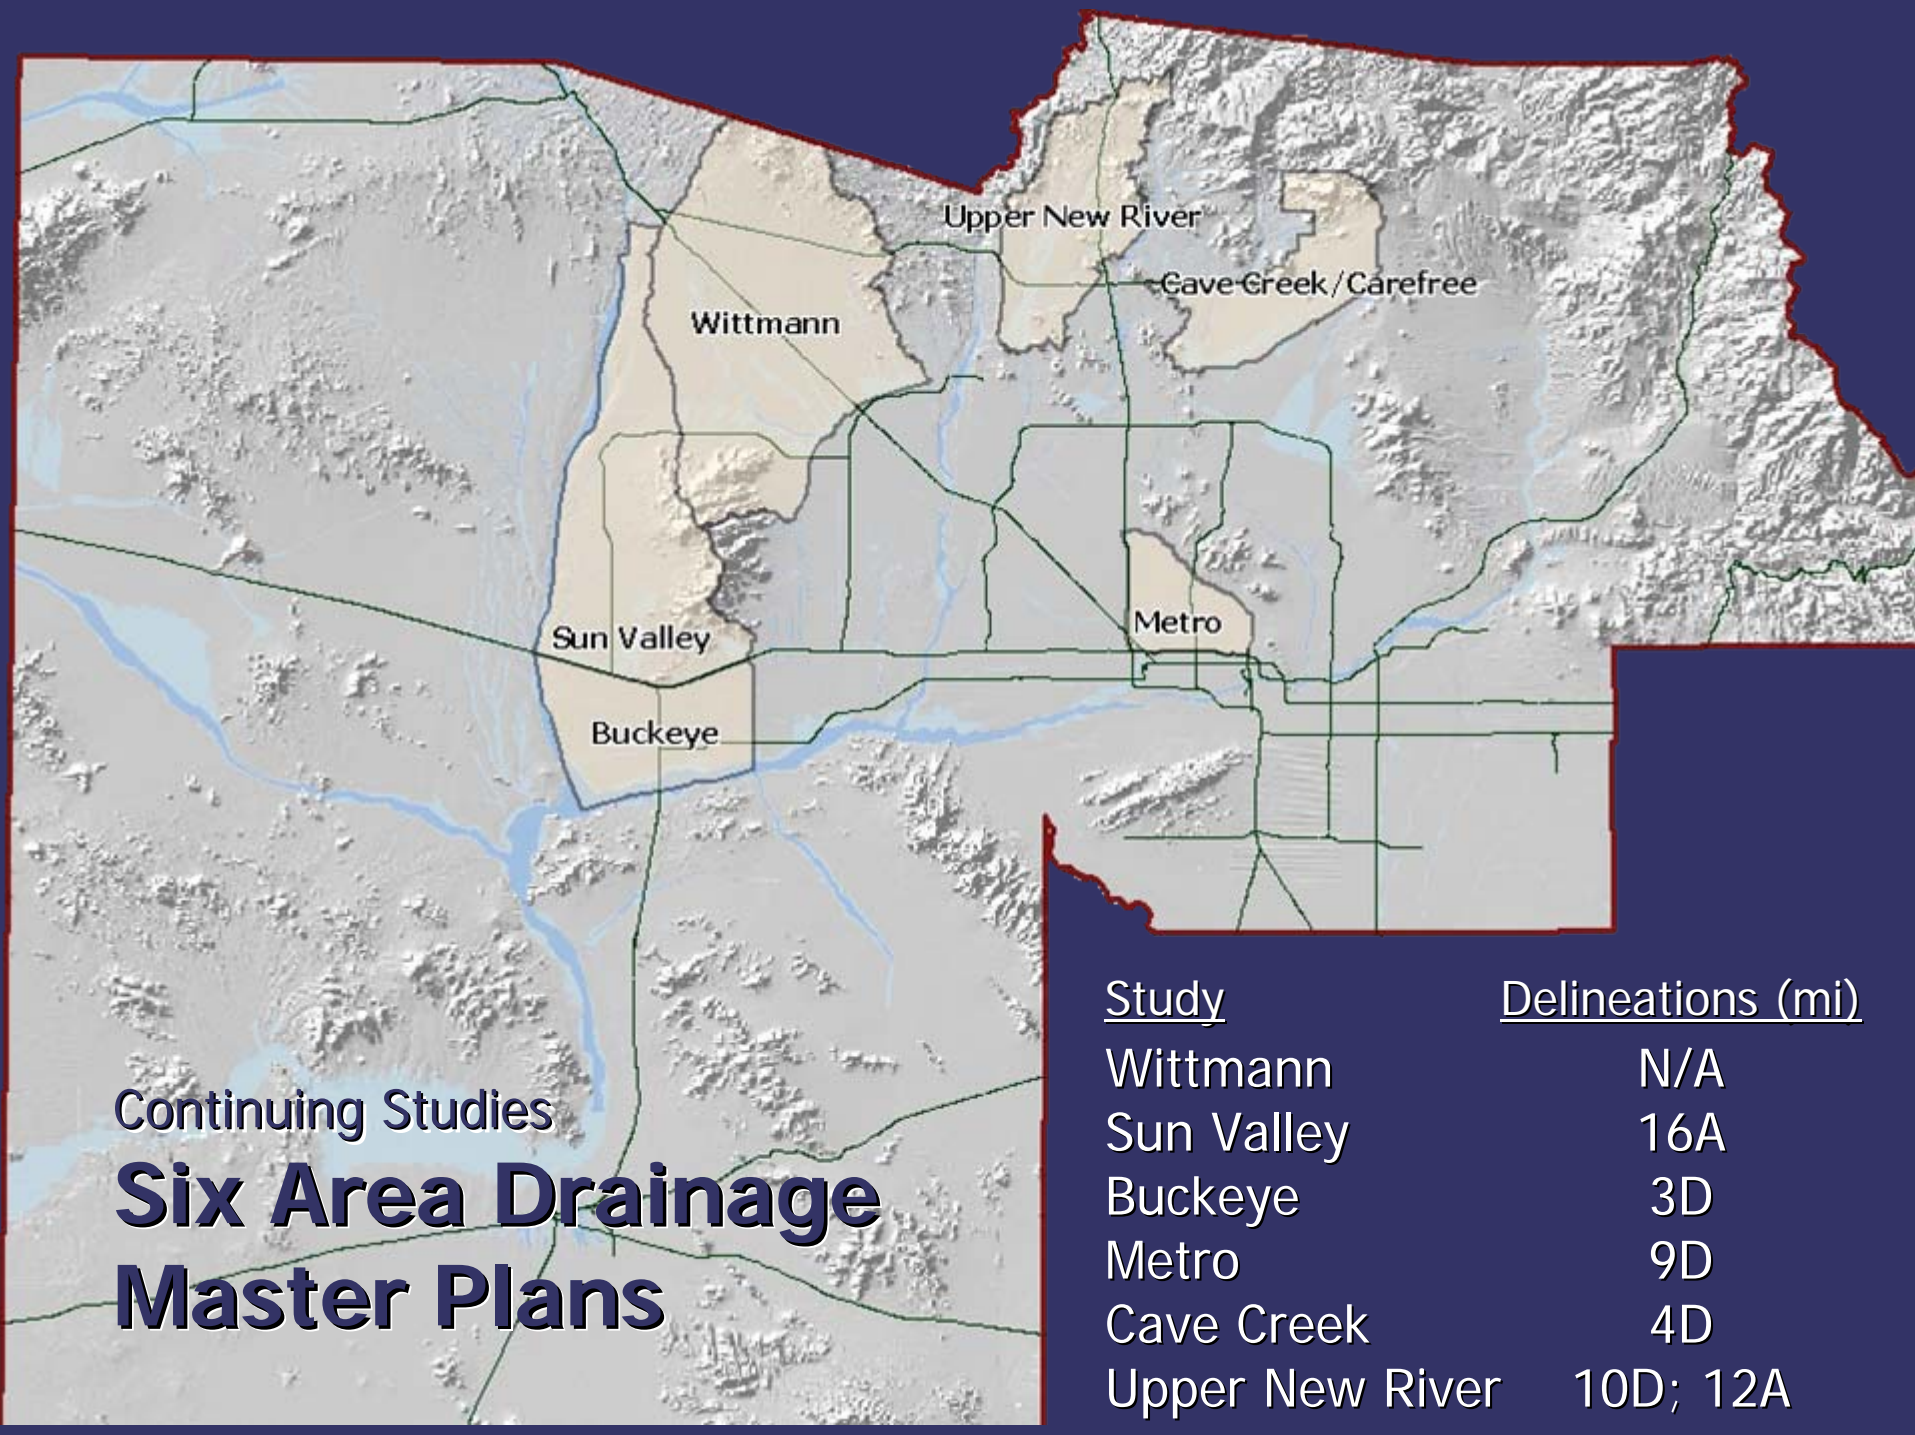 Upper New River
Cave Creek/Carefree
Wittmann
Metro
Sun Valley
Buckeye
Continuing Studies
Six Area Drainage
Master Plans
Study Delineations (mi)
Wittmann N/A
Sun Valley 16A
Buckeye 3D
Metro 9D
Cave Creek 4D
Upper New River 10D; 12A